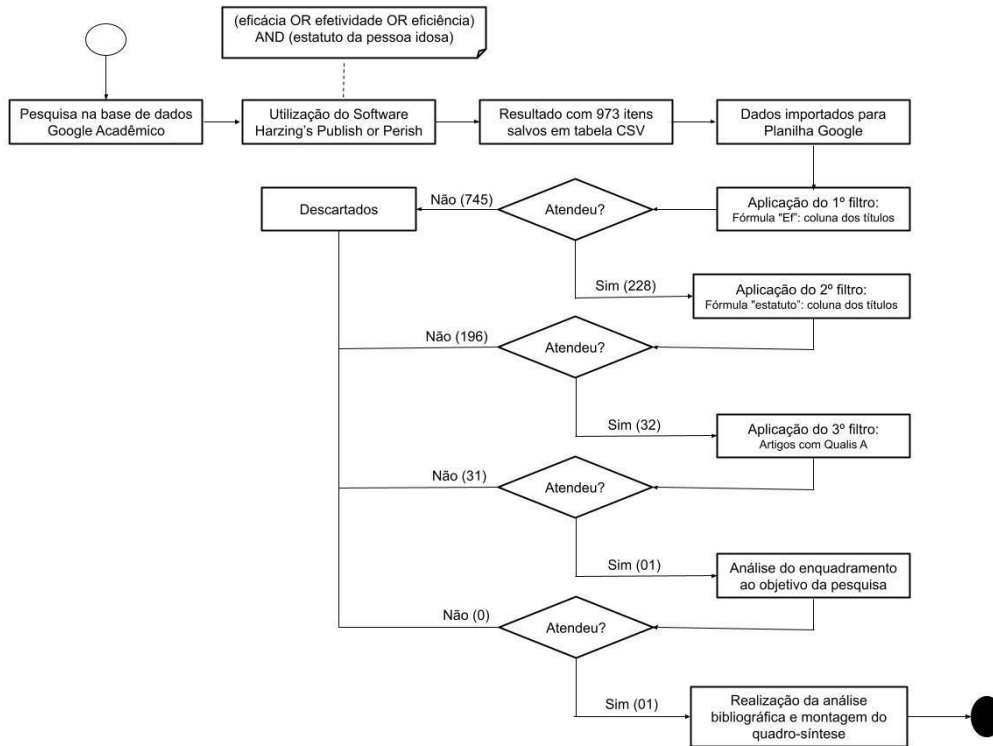 (eficácia OR efetividade OR eficiência)
AND (estatuto da pessoa idosa)
Pesquisa na base de dados
Google Acadêmico
Utilização do Software
Harzing's Publish or Perish
Resultado com 973 itens
salvos em tabela CSV
Dados importados para
Planilha Google
Aplicação do 1º filtro:
Fórmula "Ef": coluna dos títulos
Atendeu?
Não (745)
Descartados
Sim (228)
Aplicação do 2º filtro:
Fórmula "estatuto": coluna dos títulos
Atendeu?
Não (196)
Sim (32)
Aplicação do 3º filtro:
Artigos com Qualis A
Atendeu?
Não (31)
Sim (01)
Análise do enquadramento
ao objetivo da pesquisa
Atendeu?
Não (0)
Sim (01)
Realização da análise
bibliográfica e montagem do
quadro-síntese